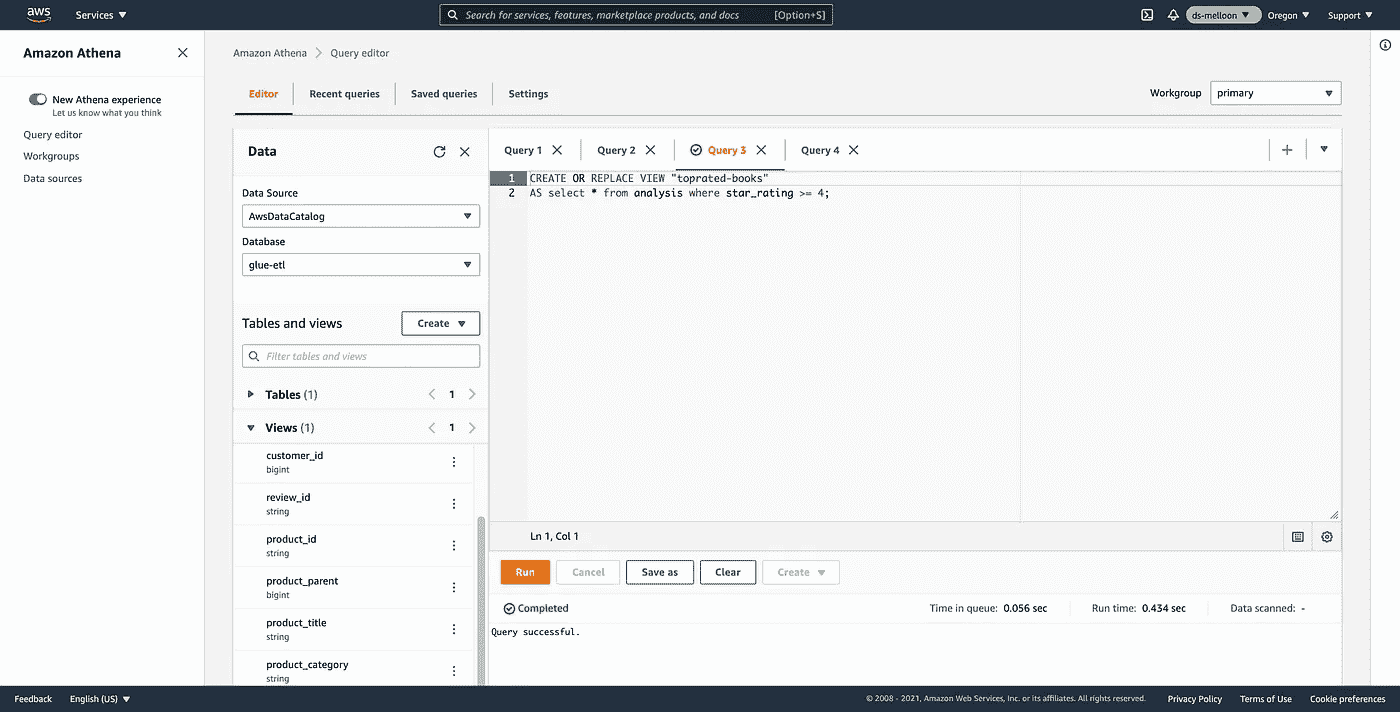 aws Services Search for services, features, marketplace products, and docs [Option+S] ds-melloon Oregon Support
Amazon Athena
New Athena experience
Let us know what you think
Query editor
Workgroups
Data sources
Amazon Athena Query editor
Editor Recent queries Saved queries Settings
Workgroup primary
Data
Data Source
AwsDataCatalog
Database
glue-etl
Tables and views Create
Filter tables and views
Tables (1) 1
Views (1) 1
customer_id
bigint
review_id
string
product_id
string
product_parent
bigint
product_title
string
product_category
string
Query 1 Query 2 Query 3 Query 4
1 CREATE OR REPLACE VIEW "toprated-books"
2 AS select * from analysis where star_rating >= 4;
Ln 1, Col 1
Run Cancel Save as Clear Create
Completed Time in queue: 0.056 sec Run time: 0.434 sec Data scanned: -
Query successful.
Feedback English (US) © 2008 - 2021, Amazon Web Services, Inc. or its affiliates. All rights reserved. Privacy Policy Terms of Use Cookie preferences